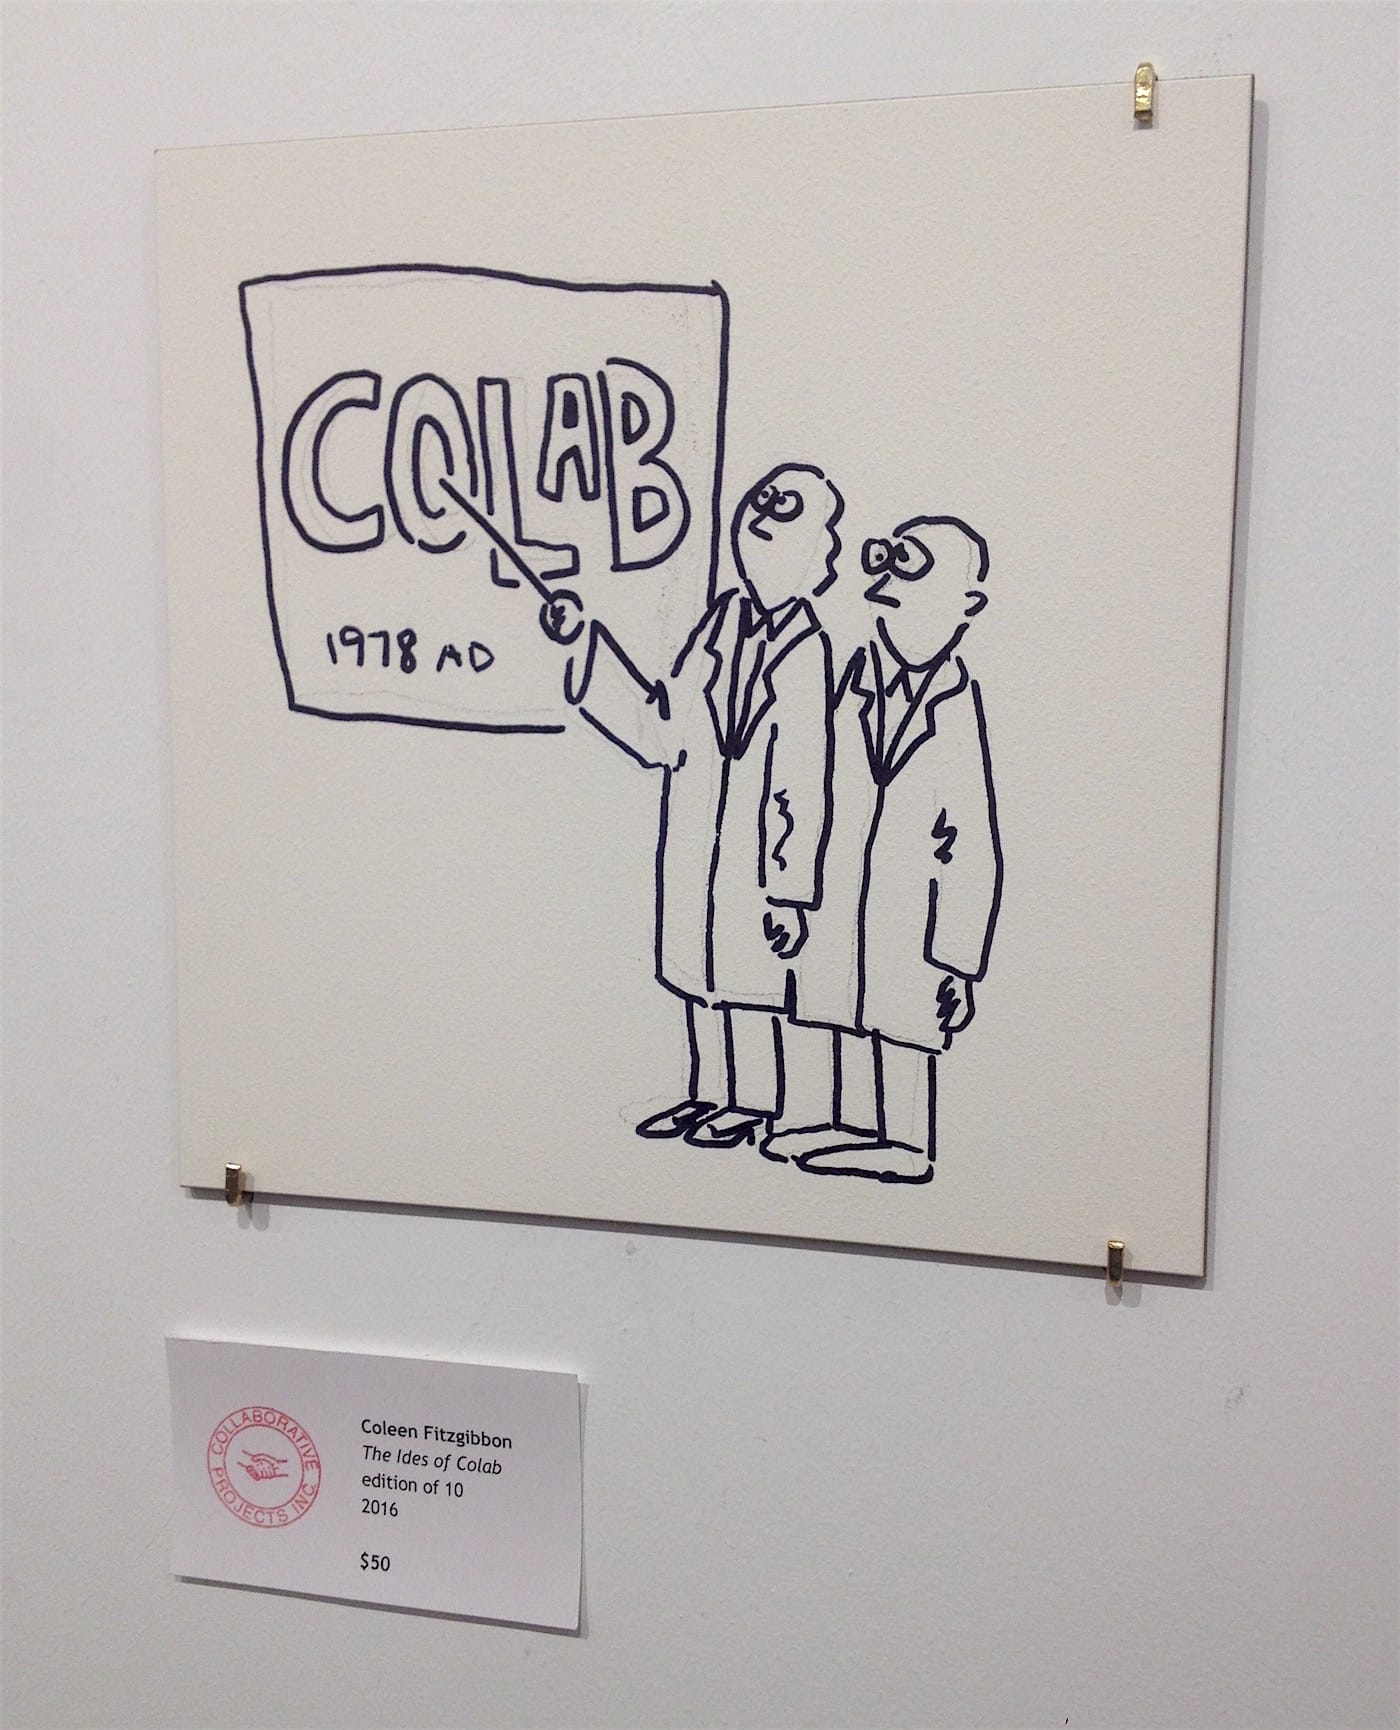 COLAB
1978 AD
COLLABORATIVE PROJECTS INC.
Coleen Fitzgibbon
The Ides of Colab
edition of 10
2016
$50